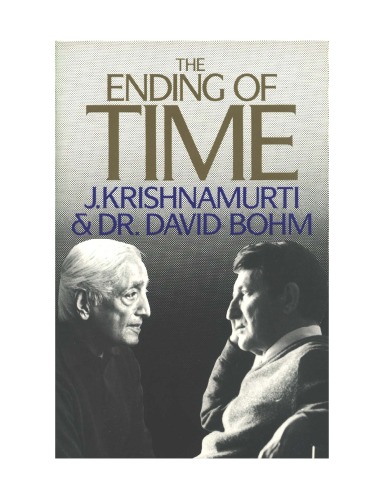 THE
ENDING OF
TIME
J.KRISHNAMURTI
& DR. DAVID BOHM